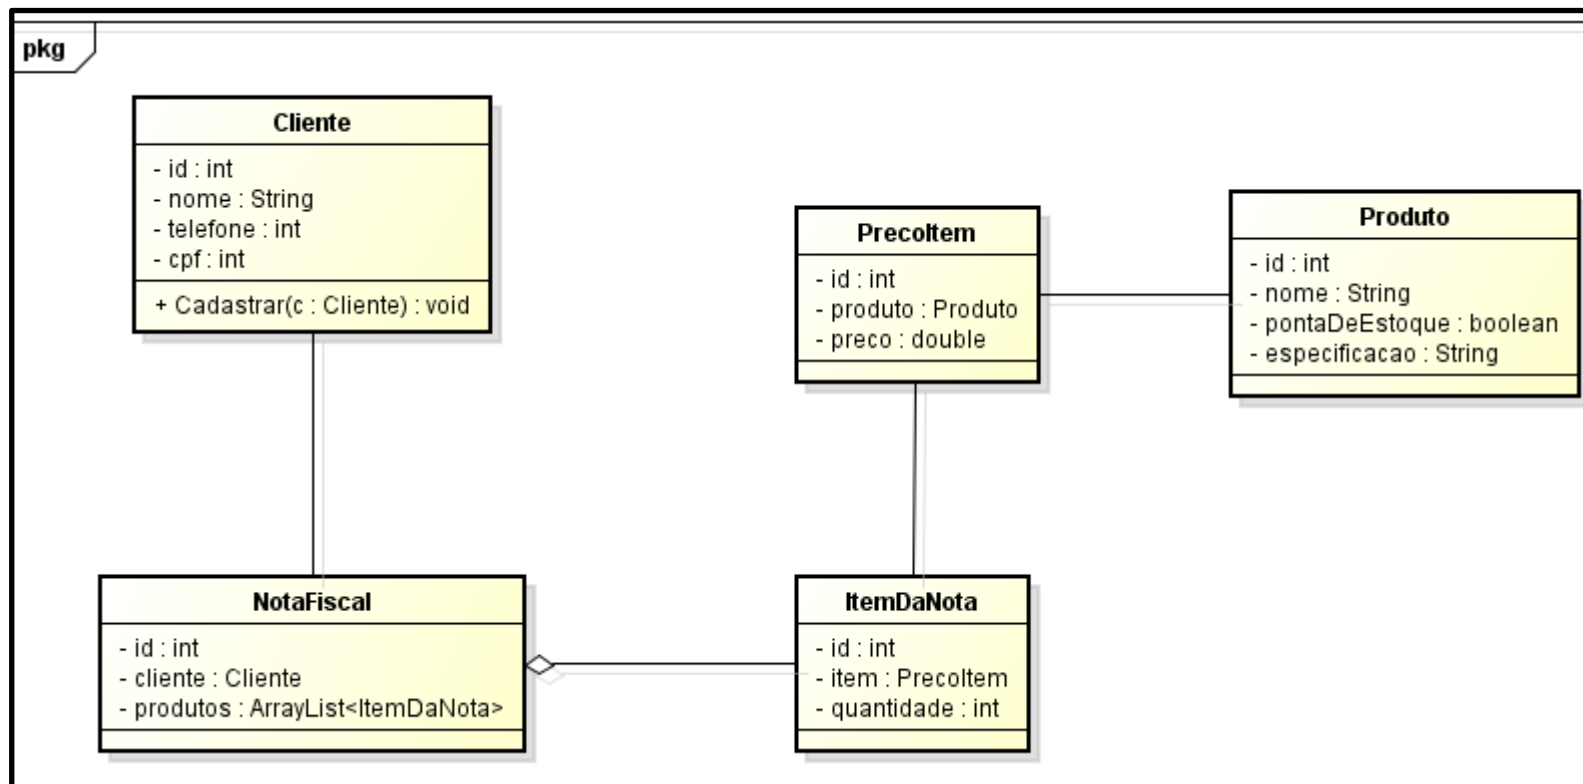 pkg
Cliente
- id : int
- nome : String
- telefone : int
- cpf : int
+ Cadastrar(c : Cliente) : void
PrecoItem
- id : int
- produto : Produto
- preco : double
Produto
- id : int
- nome : String
- pontaDeEstoque : boolean
- especificacao : String
NotaFiscal
- id : int
- cliente : Cliente
- produtos : ArrayList<ItemDaNota>
ItemDaNota
- id : int
- item : PrecoItem
- quantidade : int